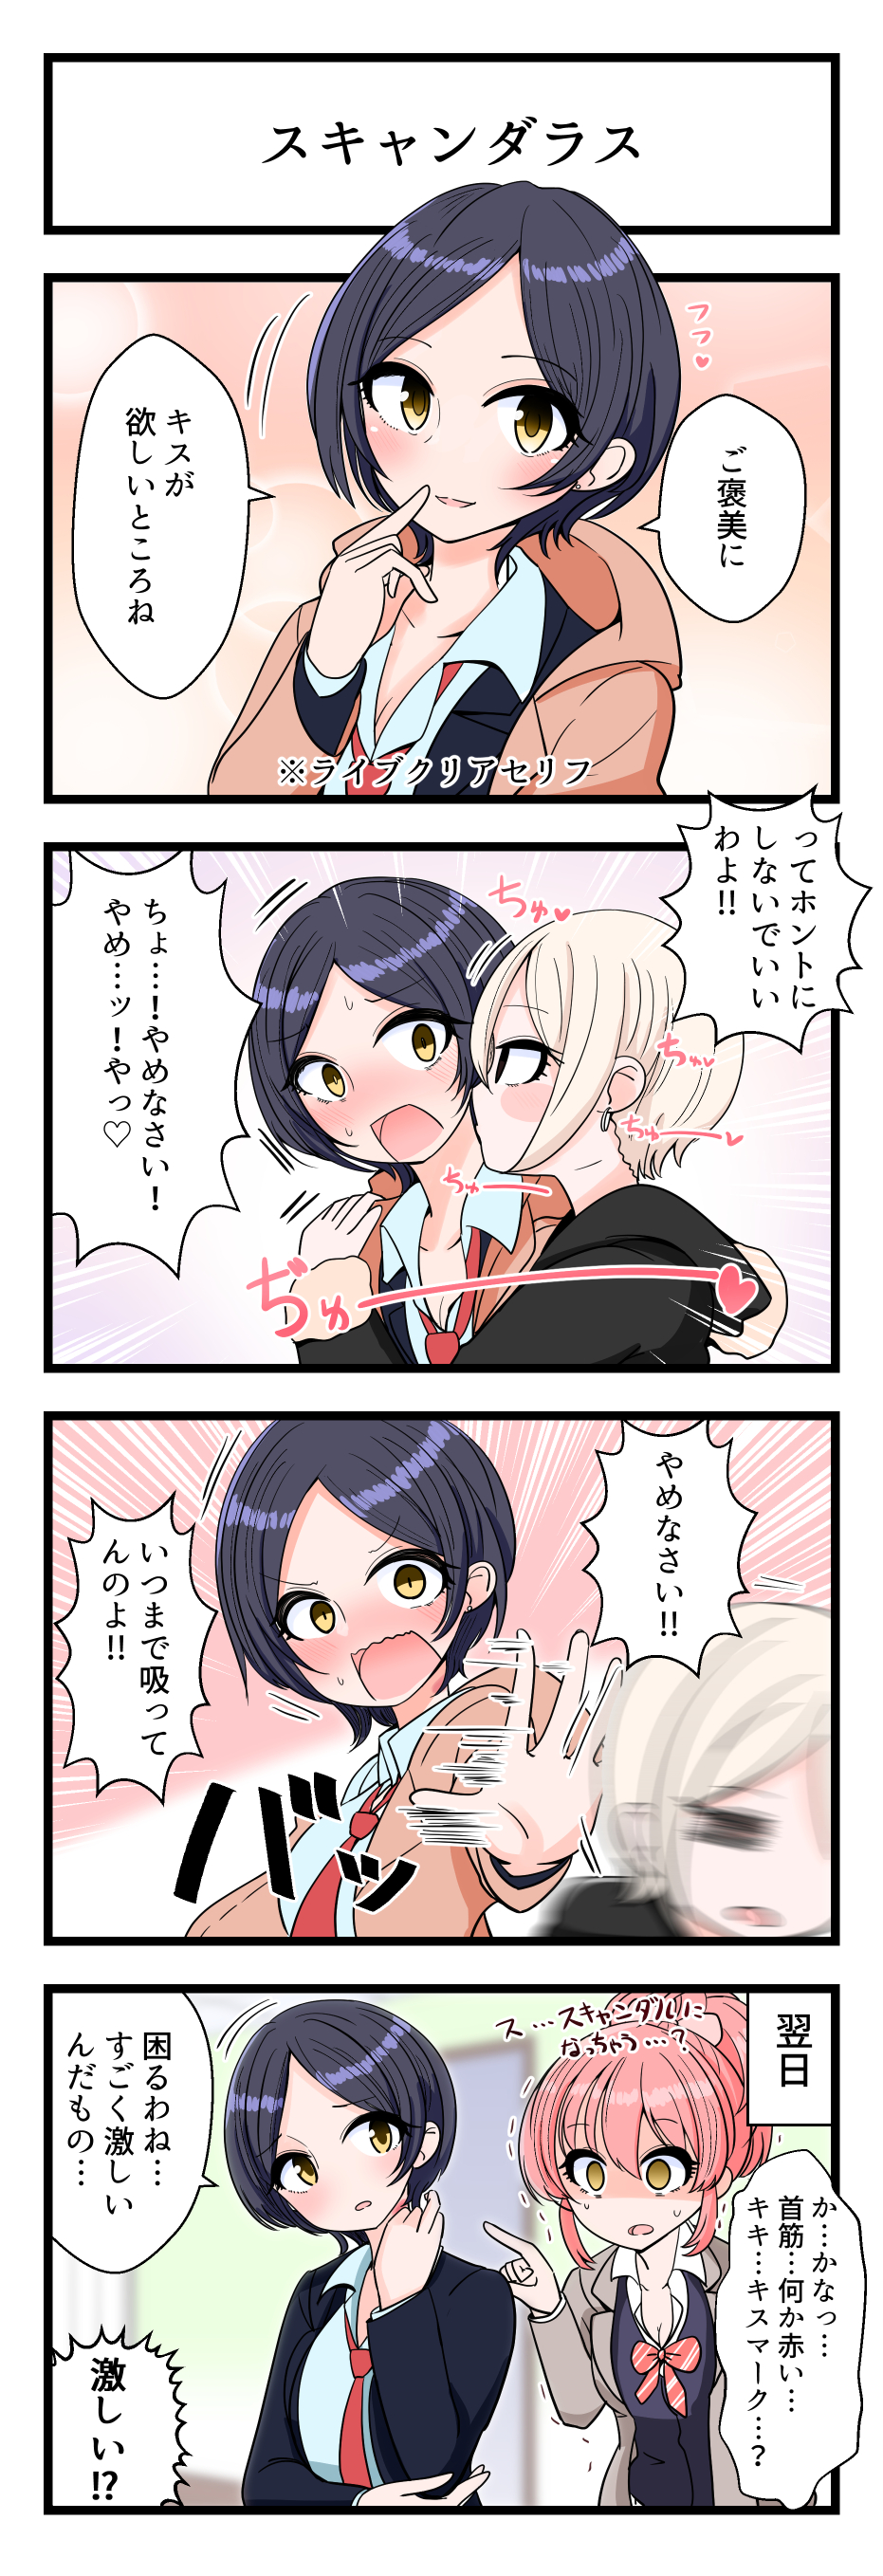 スキャンダラス
フフ♥
ご褒美に
キスが
欲しいところね
※ライブクリアセリフ
ってホントに
しないでいい
わよ!!
ちゅ♥
ちゅ♥
ちゅ──♥
ちゅ──
ぢゅ──────♥
ちょ…!やめなさい!
やめ…ッ!やっ♡
やめなさい!!
いつまで吸って
んのよ!!
バッ
翌日
ス…スキャンダルに
なっちゃう…?
か…かなっ…
首筋…何か赤い…
キキ…キスマーク…?
困るわね…
すごく激しい
んだもの…
激しい!?